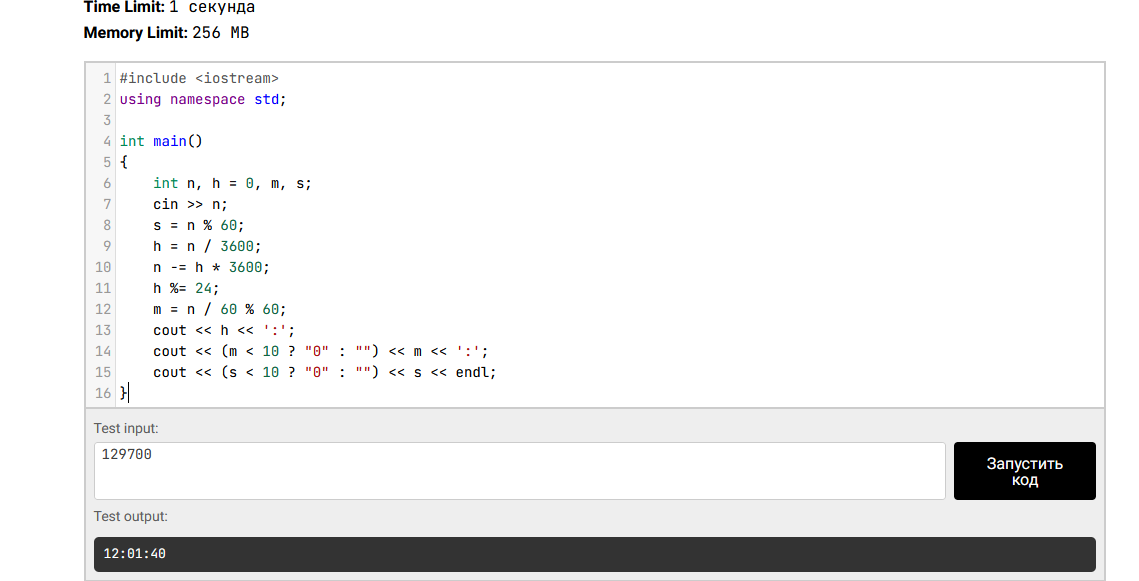 Time Limit: 1 секунда
Memory Limit: 256 MB
1 #include <iostream>
2 using namespace std;
3
4 int main()
5 {
6     int n, h = 0, m, s;
7     cin >> n;
8     s = n % 60;
9     h = n / 3600;
10     n -= h * 3600;
11     h %= 24;
12     m = n / 60 % 60;
13     cout << h << ':';
14     cout << (m < 10 ? "0" : "") << m << ':';
15     cout << (s < 10 ? "0" : "") << s << endl;
16 }
Test input:
129700
Запустить
код
Test output:
12:01:40